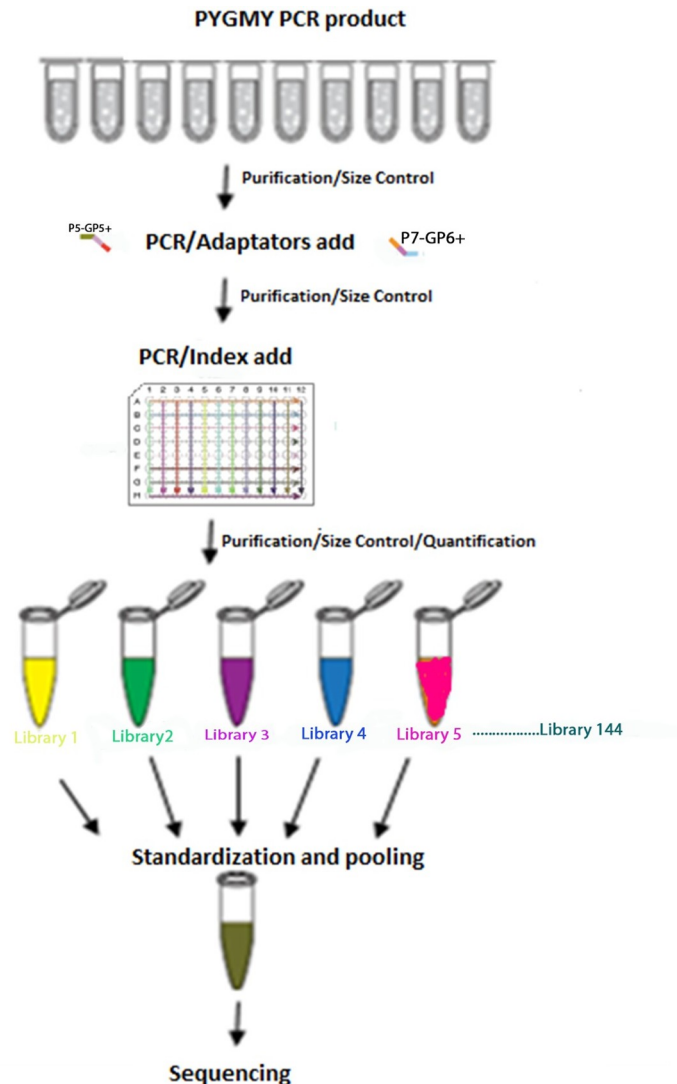 PYGMY PCR product
Purification/Size Control
P5-GP5+
PCR/Adaptators add
P7-GP6+
Purification/Size Control
PCR/Index add
1 2 3 4 5 6 7 8 9 10 11 12
A
B
C
D
E
F
G
H
Purification/Size Control/Quantification
Library 1
Library2
Library 3
Library 4
Library 5
.................Library 144
Standardization and pooling
Sequencing